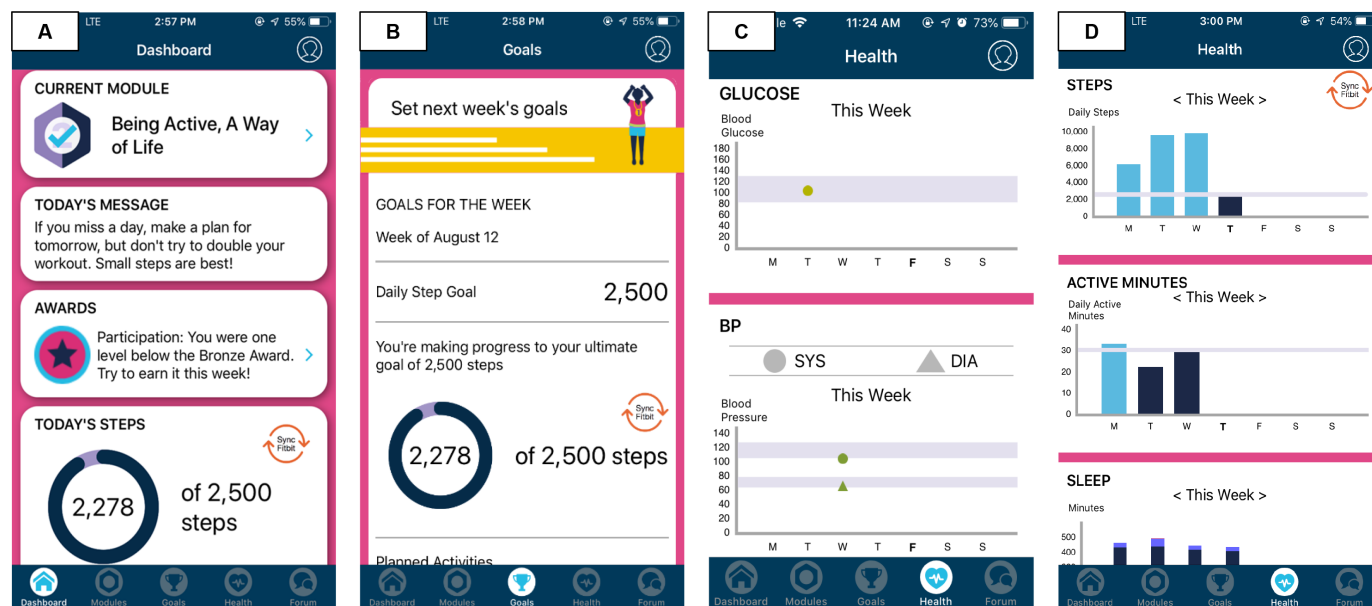 A
LTE
2:57 PM
55%
Dashboard
CURRENT MODULE
2
Being Active, A Way
of Life
TODAY'S MESSAGE
If you miss a day, make a plan for
tomorrow, but don't try to double your
workout. Small steps are best!
AWARDS
Participation: You were one
level below the Bronze Award.
Try to earn it this week!
TODAY'S STEPS
Sync
Fitbit
2,278
of 2,500
steps
Dashboard
Modules
Goals
Health
Forum
B
LTE
2:58 PM
55%
Goals
Set next week's goals
GOALS FOR THE WEEK
Week of August 12
Daily Step Goal
2,500
You're making progress to your ultimate
goal of 2,500 steps
Sync
Fitbit
2,278
of 2,500 steps
Planned Activities
Dashboard
Modules
Goals
Health
Forum
C
le
11:24 AM
73%
Health
GLUCOSE
This Week
Blood
Glucose
180
160
140
120
100
80
60
40
20
0
M T W T F S S
BP
SYS
DIA
This Week
Blood
Pressure
140
120
100
80
60
40
20
0
M T W T F S S
Dashboard
Modules
Goals
Health
Forum
D
LTE
3:00 PM
54%
Health
STEPS
Sync
Fitbit
< This Week >
Daily Steps
10,000
8,000
6,000
4,000
2,000
0
M T W T F S S
ACTIVE MINUTES
< This Week >
Daily Active
Minutes
40
30
20
10
0
M T W T F S S
SLEEP
< This Week >
Minutes
500
400
300
Dashboard
Modules
Goals
Health
Forum